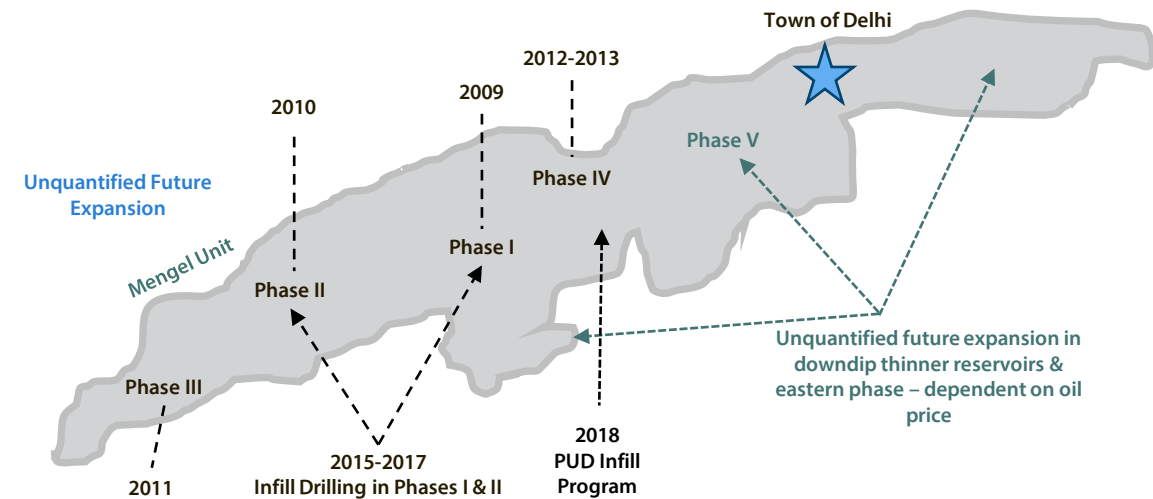 Town of Delhi
2012-2013
2009
2010
Phase V
Unquantified Future
Expansion
Phase IV
Mengel Unit
Phase I
Phase II
Unquantified future expansion in
downdip thinner reservoirs &
eastern phase – dependent on oil
price
Phase III
2015-2017
Infill Drilling in Phases I & II
2018
PUD Infill
Program
2011